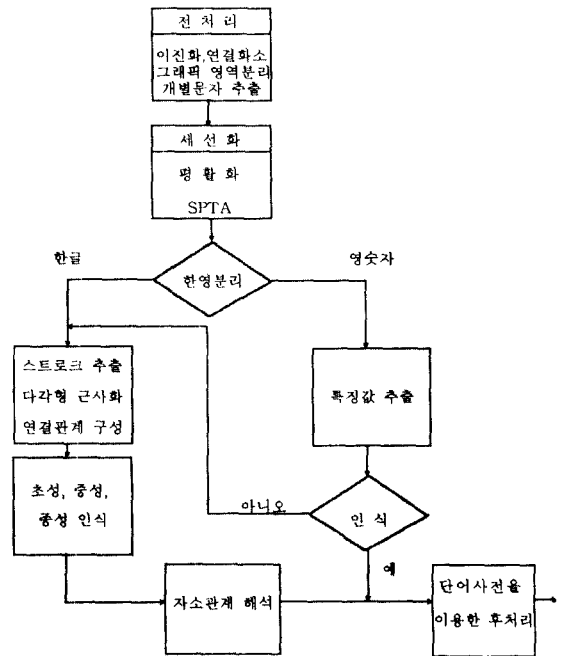 전 처 리
이진화,연결화소
그래픽 영역분리
개별문자 추출
세 선 화
평 활 화
SPTA
한글
영숫자
한영분리
스트로크 추출
다각형 근사화
연결관계 구성
특징값 추출
초성, 중성,
종성 인식
아니오
인 식
예
자소관계 해석
단어사전을
이용한 후처리